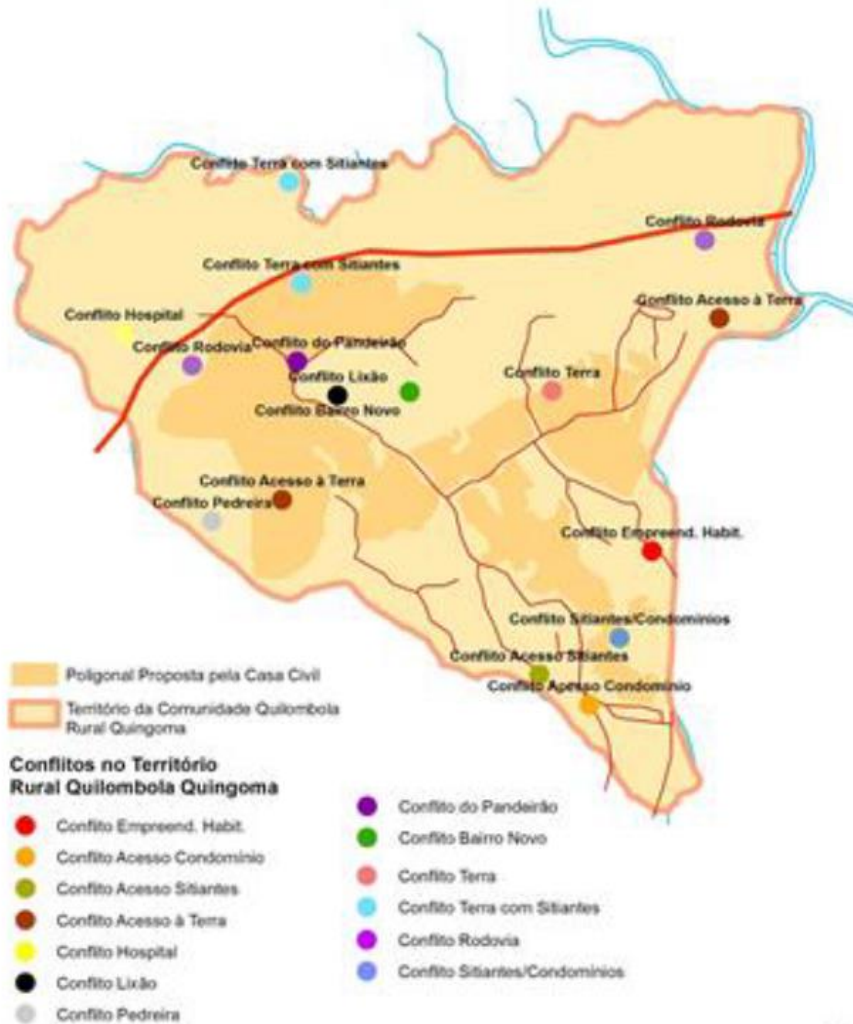 Conflito Terra com Sitiantes
Conflito Rodovia
Conflito Terra com Sitiantes
Conflito Acesso à Terra
Conflito Hospital
Conflito Rodovia
Conflito do Pandeirão
Conflito Terra
Conflito Lixão
Conflito Bairro Novo
Conflito Acesso à Terra
Conflito Pedreira
Conflito Empreend. Habit.
Conflito Sitiantes/Condomínios
Conflito Acesso Sitiantes
Conflito Acesso Condomínio
Poligonal Proposta pela Casa Civil
Território da Comunidade Quilombola
Rural Quingoma
Conflitos no Território
Rural Quilombola Quingoma
Conflito Empreend. Habit.
Conflito Acesso Condomínio
Conflito Acesso Sitiantes
Conflito Acesso à Terra
Conflito Hospital
Conflito Lixão
Conflito Pedreira
Conflito do Pandeirão
Conflito Bairro Novo
Conflito Terra
Conflito Terra com Sitiantes
Conflito Rodovia
Conflito Sitiantes/Condomínios